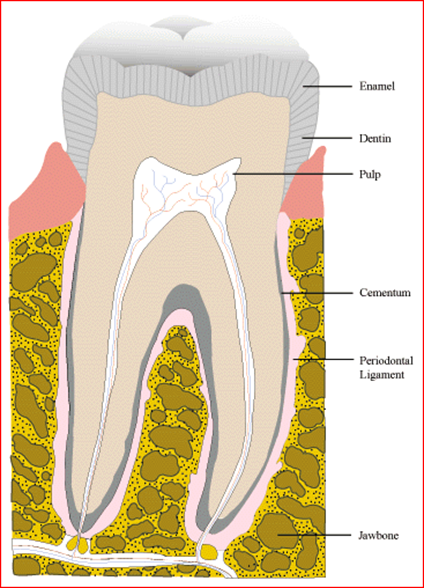 Enamel
Dentin
Pulp
Cementum
Periodontal
Ligament
Jawbone